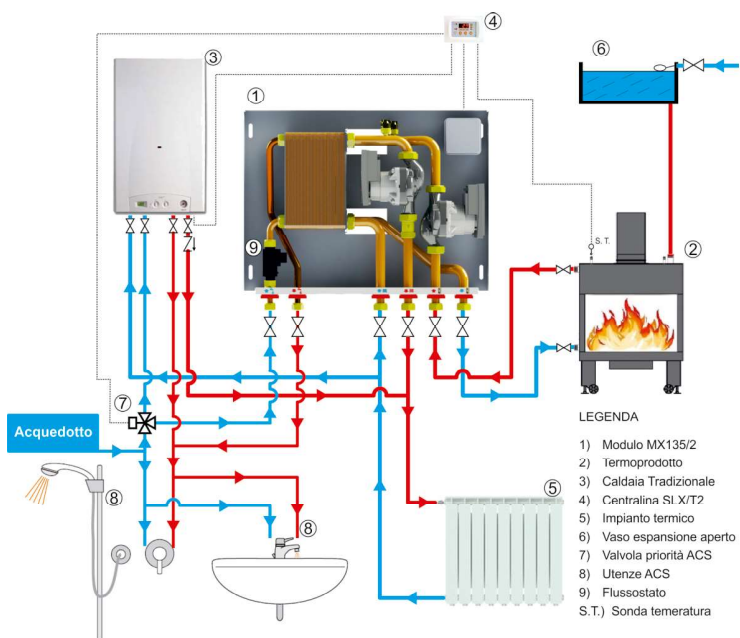 ④
⑥
③
①
S. T.
②
⑨
⑦
Acquedotto
⑧
⑧
⑤
LEGENDA
1) Modulo MX135/2
2) Termoprodotto
3) Caldaia Tradizionale
4) Centralina SLX/T2
5) Impianto termico
6) Vaso espansione aperto
7) Valvola priorità ACS
8) Utenze ACS
9) Flussostato
S.T.) Sonda temeratura